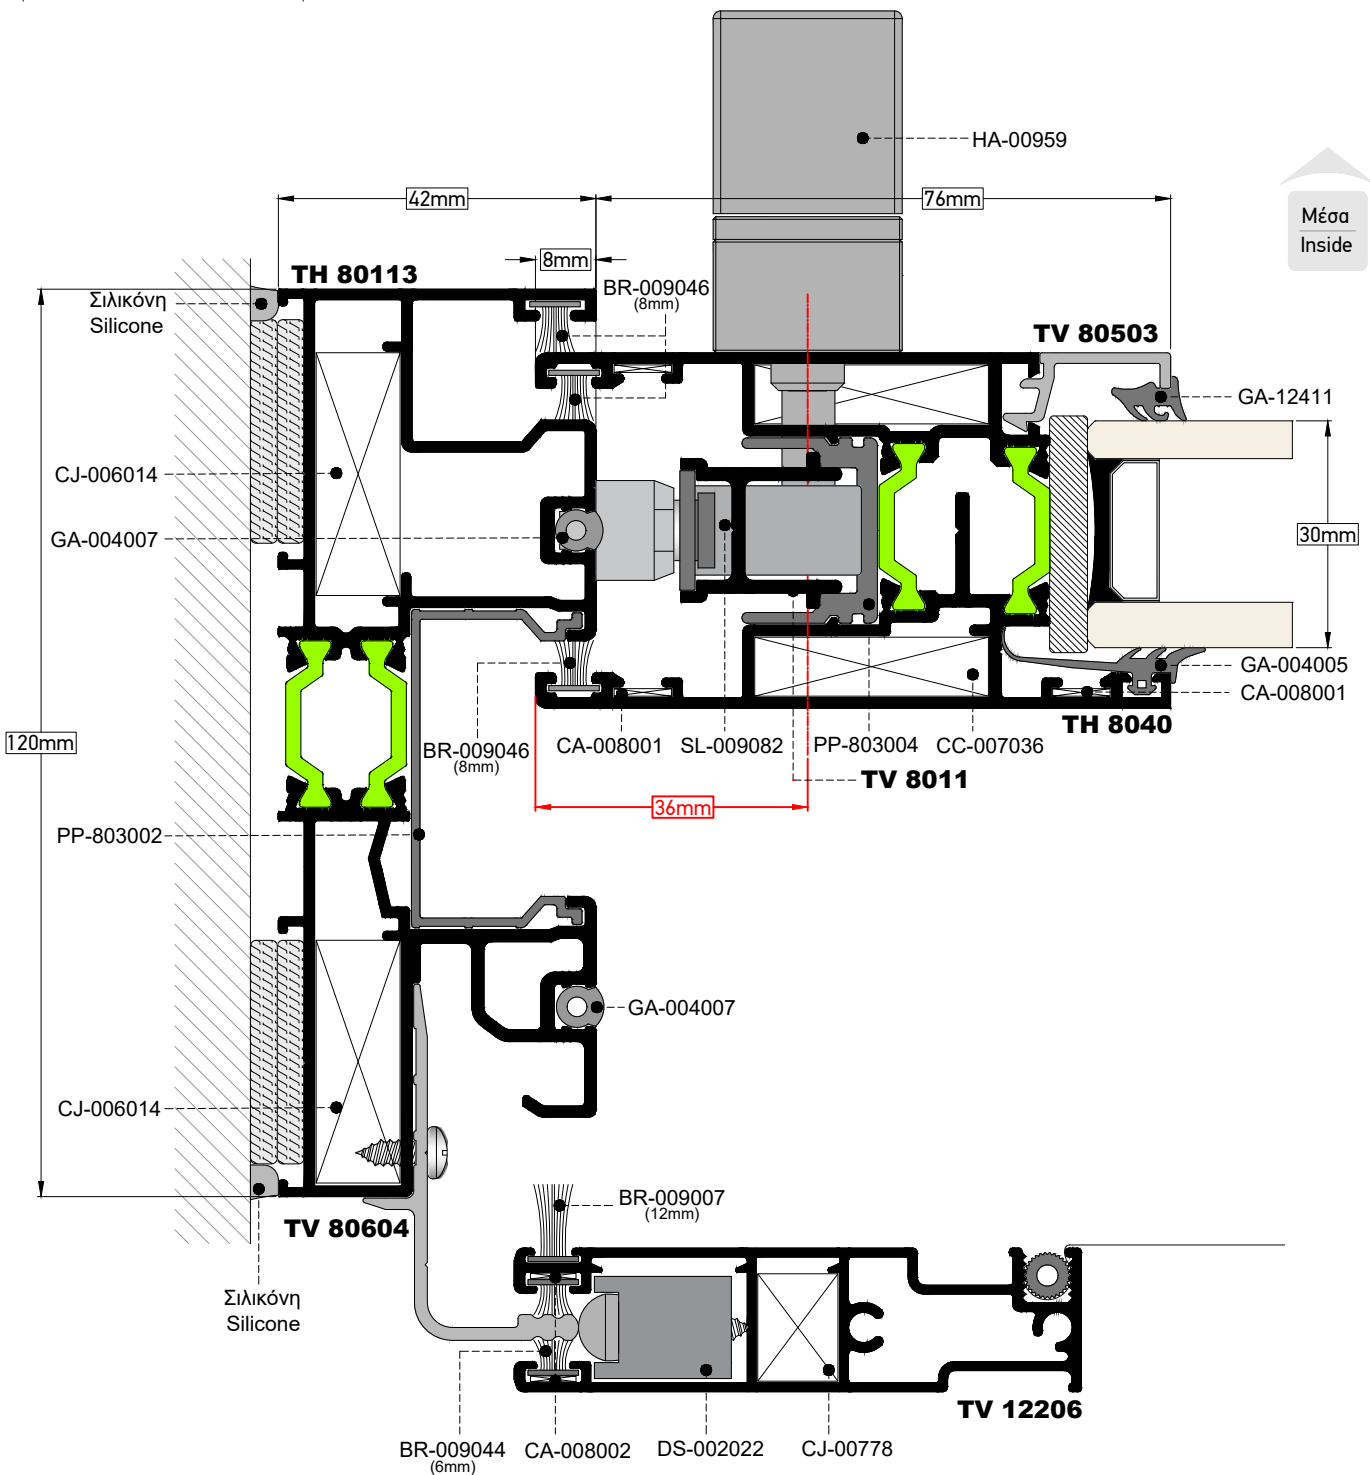 HA-00959
42mm
76mm
Μέσα
Inside
8mm
TH 80113
BR-009046
(8mm)
Σιλικόνη
Silicone
TV 80503
GA-12411
CJ-006014
GA-004007
30mm
GA-004005
CA-008001
TH 8040
120mm
BR-009046
(8mm)
CA-008001
SL-009082
PP-803004
CC-007036
TV 8011
36mm
PP-803002
GA-004007
CJ-006014
BR-009007
(12mm)
TV 80604
Σιλικόνη
Silicone
TV 12206
BR-009044
(6mm)
CA-008002
DS-002022
CJ-00778